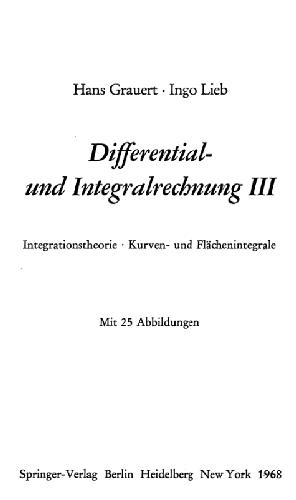 Hans Grauert · Ingo Lieb
Differential-
und Integralrechnung III
Integrationstheorie · Kurven- und Flächenintegrale
Mit 25 Abbildungen
Springer-Verlag Berlin Heidelberg New York 1968